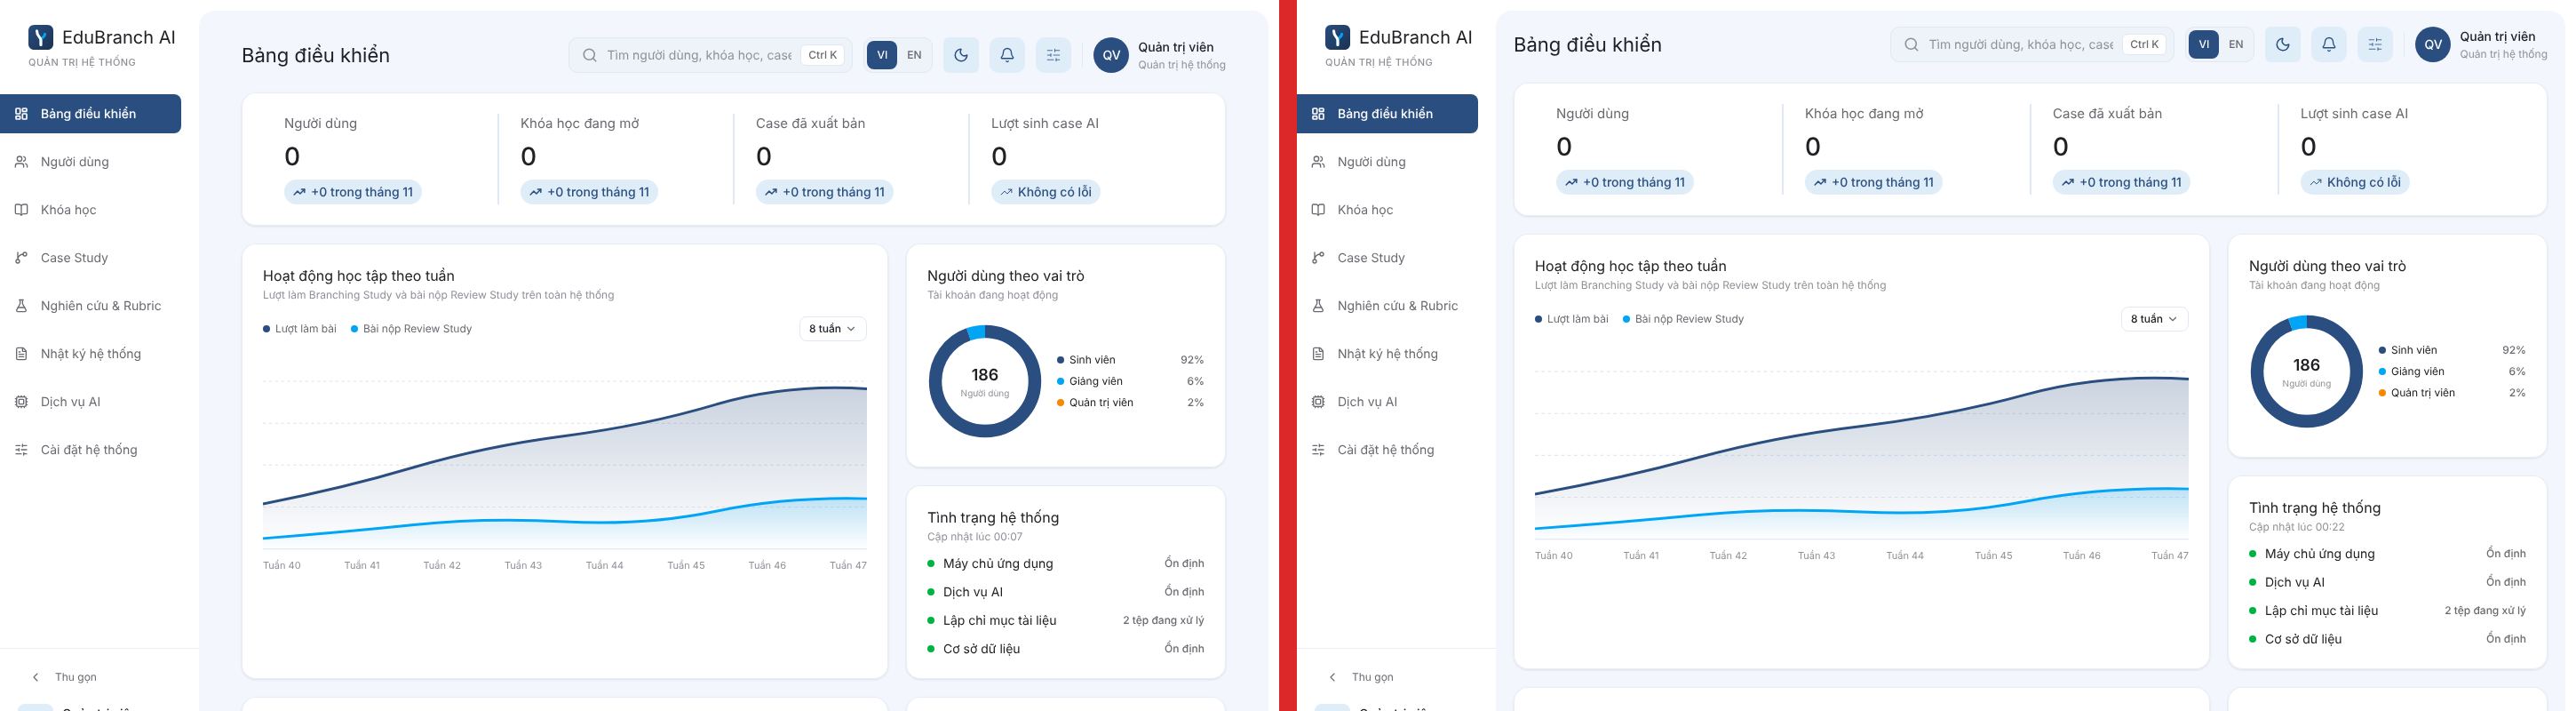 EduBranch AI
QUẢN TRỊ HỆ THỐNG
Bảng điều khiển
Người dùng
Khóa học
Case Study
Nghiên cứu & Rubric
Nhật ký hệ thống
Dịch vụ AI
Cài đặt hệ thống
Thu gọn
Bảng điều khiển
Tìm người dùng, khóa học, case
Ctrl K
VI EN
QV
Quản trị viên
Quản trị hệ thống
Người dùng
0
+0 trong tháng 11
Khóa học đang mở
0
+0 trong tháng 11
Case đã xuất bản
0
+0 trong tháng 11
Lượt sinh case AI
0
Không có lỗi
Hoạt động học tập theo tuần
Lượt làm Branching Study và bài nộp Review Study trên toàn hệ thống
Lượt làm bài
Bài nộp Review Study
8 tuần
Tuần 40 Tuần 41 Tuần 42 Tuần 43 Tuần 44 Tuần 45 Tuần 46 Tuần 47
Người dùng theo vai trò
Tài khoản đang hoạt động
186
Người dùng
Sinh viên 92%
Giảng viên 6%
Quản trị viên 2%
Tình trạng hệ thống
Cập nhật lúc 00:07
Máy chủ ứng dụng Ổn định
Dịch vụ AI Ổn định
Lập chỉ mục tài liệu 2 tệp đang xử lý
Cơ sở dữ liệu Ổn định
EduBranch AI
QUẢN TRỊ HỆ THỐNG
Bảng điều khiển
Người dùng
Khóa học
Case Study
Nghiên cứu & Rubric
Nhật ký hệ thống
Dịch vụ AI
Cài đặt hệ thống
Thu gọn
Bảng điều khiển
Tìm người dùng, khóa học, case
Ctrl K
VI EN
QV
Quản trị viên
Quản trị hệ thống
Người dùng
0
+0 trong tháng 11
Khóa học đang mở
0
+0 trong tháng 11
Case đã xuất bản
0
+0 trong tháng 11
Lượt sinh case AI
0
Không có lỗi
Hoạt động học tập theo tuần
Lượt làm Branching Study và bài nộp Review Study trên toàn hệ thống
Lượt làm bài
Bài nộp Review Study
8 tuần
Tuần 40 Tuần 41 Tuần 42 Tuần 43 Tuần 44 Tuần 45 Tuần 46 Tuần 47
Người dùng theo vai trò
Tài khoản đang hoạt động
186
Người dùng
Sinh viên 92%
Giảng viên 6%
Quản trị viên 2%
Tình trạng hệ thống
Cập nhật lúc 00:22
Máy chủ ứng dụng Ổn định
Dịch vụ AI Ổn định
Lập chỉ mục tài liệu 2 tệp đang xử lý
Cơ sở dữ liệu Ổn định